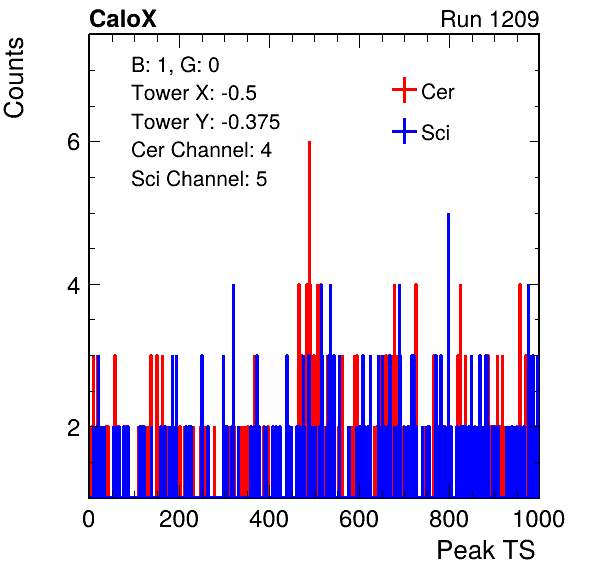 CaloX Run 1209
Counts
B: 1, G: 0
Tower X: -0.5
Tower Y: -0.375
Cer Channel: 4
Sci Channel: 5
Cer
Sci
6
4
2
0 200 400 600 800 1000
Peak TS